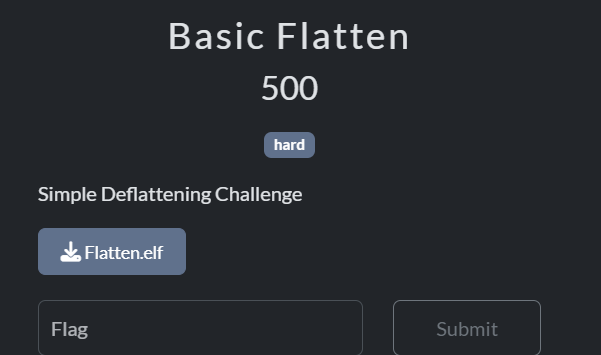 Basic Flatten
500
hard
Simple Deflattening Challenge
Flatten.elf
Flag Submit